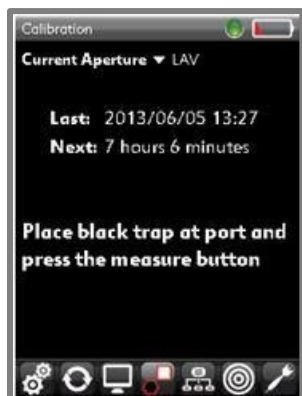 Calibration
Current Aperture ▼ LAV
Last: 2013/06/05 13:27
Next: 7 hours 6 minutes
Place black trap at port and
press the measure button